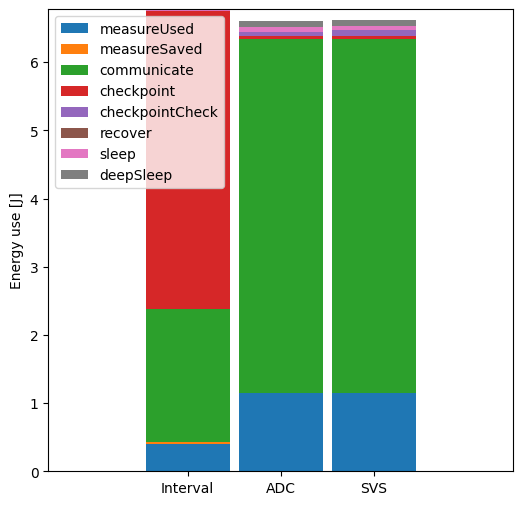 measureUsed
measureSaved
communicate
checkpoint
checkpointCheck
recover
sleep
deepSleep
Energy use [J]
6
5
4
3
2
1
0
Interval ADC SVS